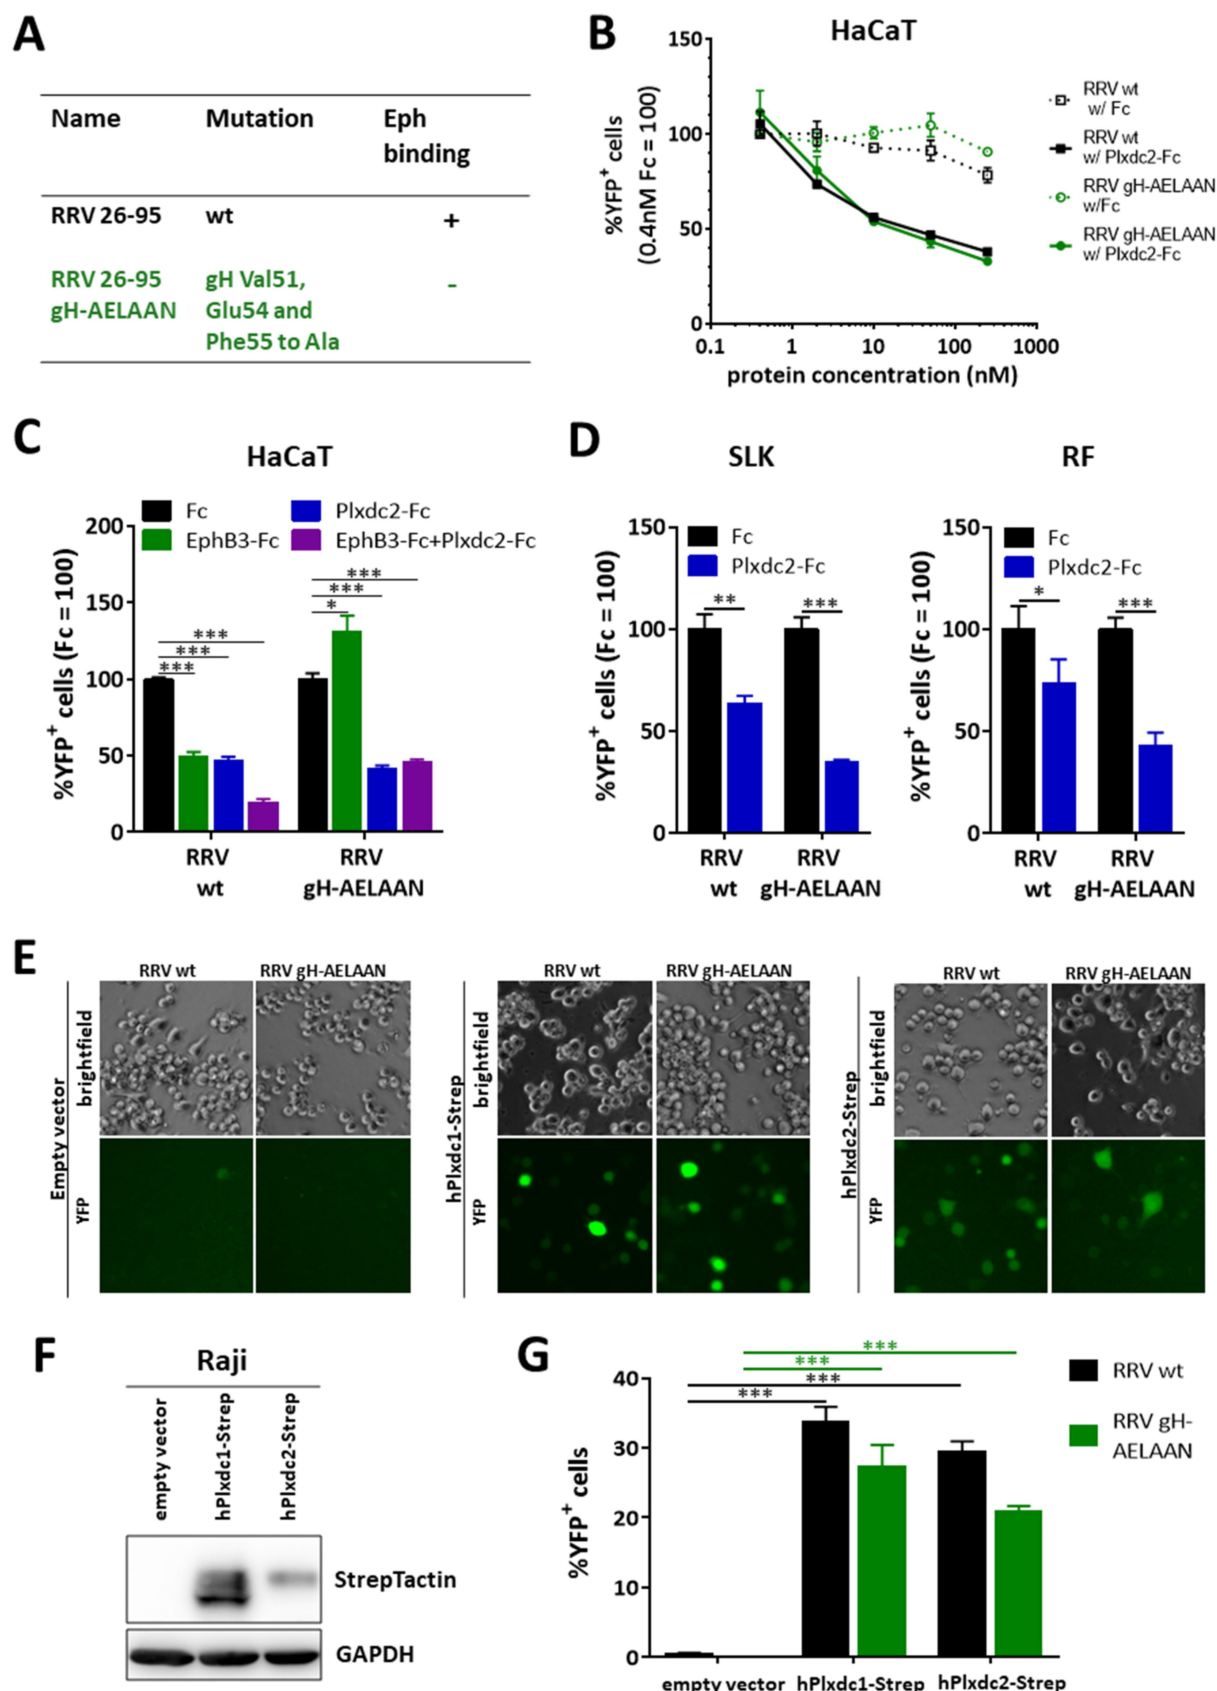 A
Name Mutation Eph
binding
RRV 26-95 wt +
RRV 26-95 gH Val51, -
gH-AELAAN Glu54 and
Phe55 to Ala
B
HaCaT
%YFP+ cells
(0.4nM Fc = 100)
150
100
50
0
0.1 1 10 100 1000
protein concentration (nM)
RRV wt
w/ Fc
RRV wt
w/ Plxdc2-Fc
RRV gH-AELAAN
w/Fc
RRV gH-AELAAN
w/ Plxdc2-Fc
C
HaCaT
Fc Plxdc2-Fc
EphB3-Fc EphB3-Fc+Plxdc2-Fc
%YFP+ cells (Fc = 100)
200
150
100
50
0
***
***
***
***
***
*
RRV RRV
wt gH-AELAAN
D
SLK
Fc
Plxdc2-Fc
%YFP+ cells (Fc = 100)
150
100
50
0
** ***
RRV RRV
wt gH-AELAAN
RF
Fc
Plxdc2-Fc
%YFP+ cells (Fc = 100)
150
100
50
0
* ***
RRV RRV
wt gH-AELAAN
E
RRV wt RRV gH-AELAAN
Empty vector
brightfield
YFP
RRV wt RRV gH-AELAAN
hPlxdc1-Strep
brightfield
YFP
RRV wt RRV gH-AELAAN
hPlxdc2-Strep
brightfield
YFP
F
Raji
empty vector
hPlxdc1-Strep
hPlxdc2-Strep
StrepTactin
GAPDH
G
***
***
***
***
RRV wt
RRV gH-
AELAAN
%YFP+ cells
40
30
20
10
0
empty vector hPlxdc1-Strep hPlxdc2-Strep